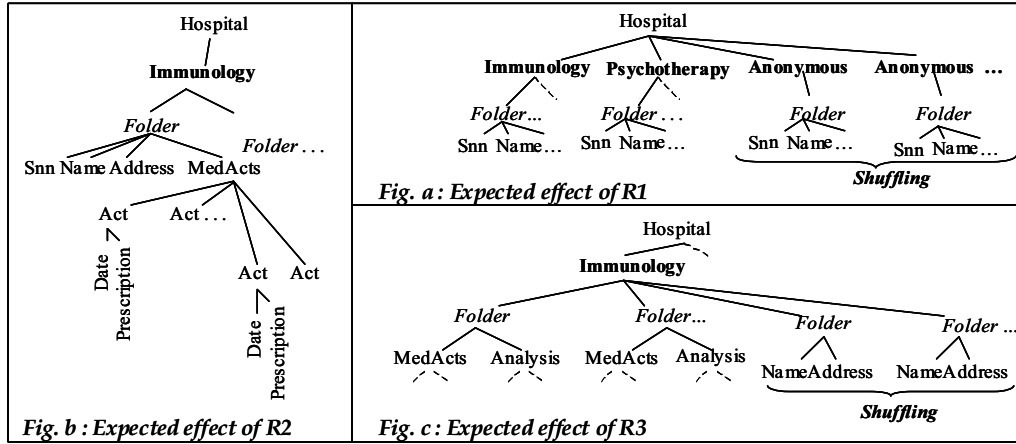 Hospital
Immunology
Folder
Folder . . .
Snn Name Address MedActs
Act Act . . .
Date
Prescription
Act Act
Date
Prescription
Fig. b : Expected effect of R2
Hospital
Immunology Psychotherapy Anonymous Anonymous ...
Folder... Folder . . . Folder Folder
Snn Name... Snn Name... Snn Name... Snn Name...
Shuffling
Fig. a : Expected effect of R1
Hospital
Immunology
Folder Folder... Folder Folder ...
MedActs Analysis MedActs Analysis NameAddress NameAddress
Shuffling
Fig. c : Expected effect of R3